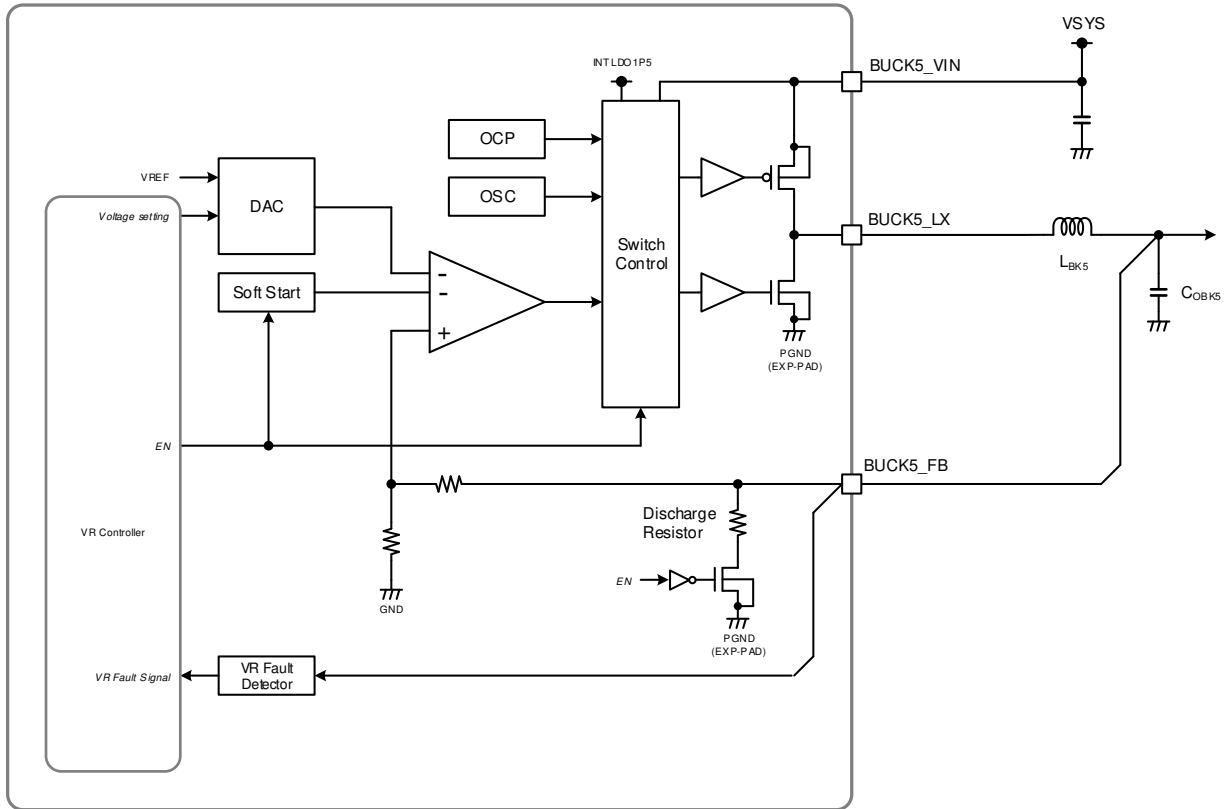 VSYS
BUCK5_VIN
INTLDO1P5
OCP
OSC
VREF
DAC
Voltage setting
Switch
Control
BUCK5_LX
LBK5
COBK5
Soft Start
-
-
+
PGND
(EXP-PAD)
EN
BUCK5_FB
Discharge
Resistor
VR Controller
EN
GND
PGND
(EXP-PAD)
VR Fault Signal
VR Fault
Detector